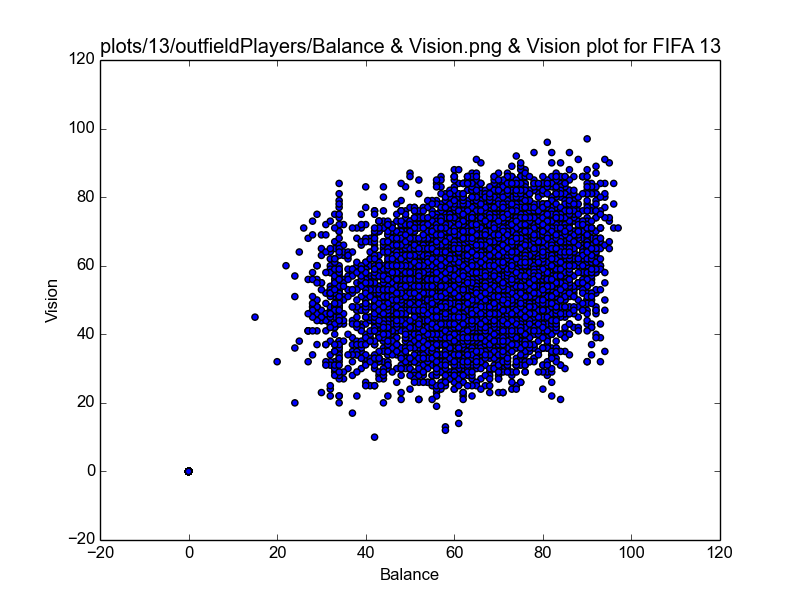 plots/13/outfieldPlayers/Balance & Vision.png & Vision plot for FIFA 13
120
100
80
60
40
20
0
−20
Vision
−20 0 20 40 60 80 100 120
Balance